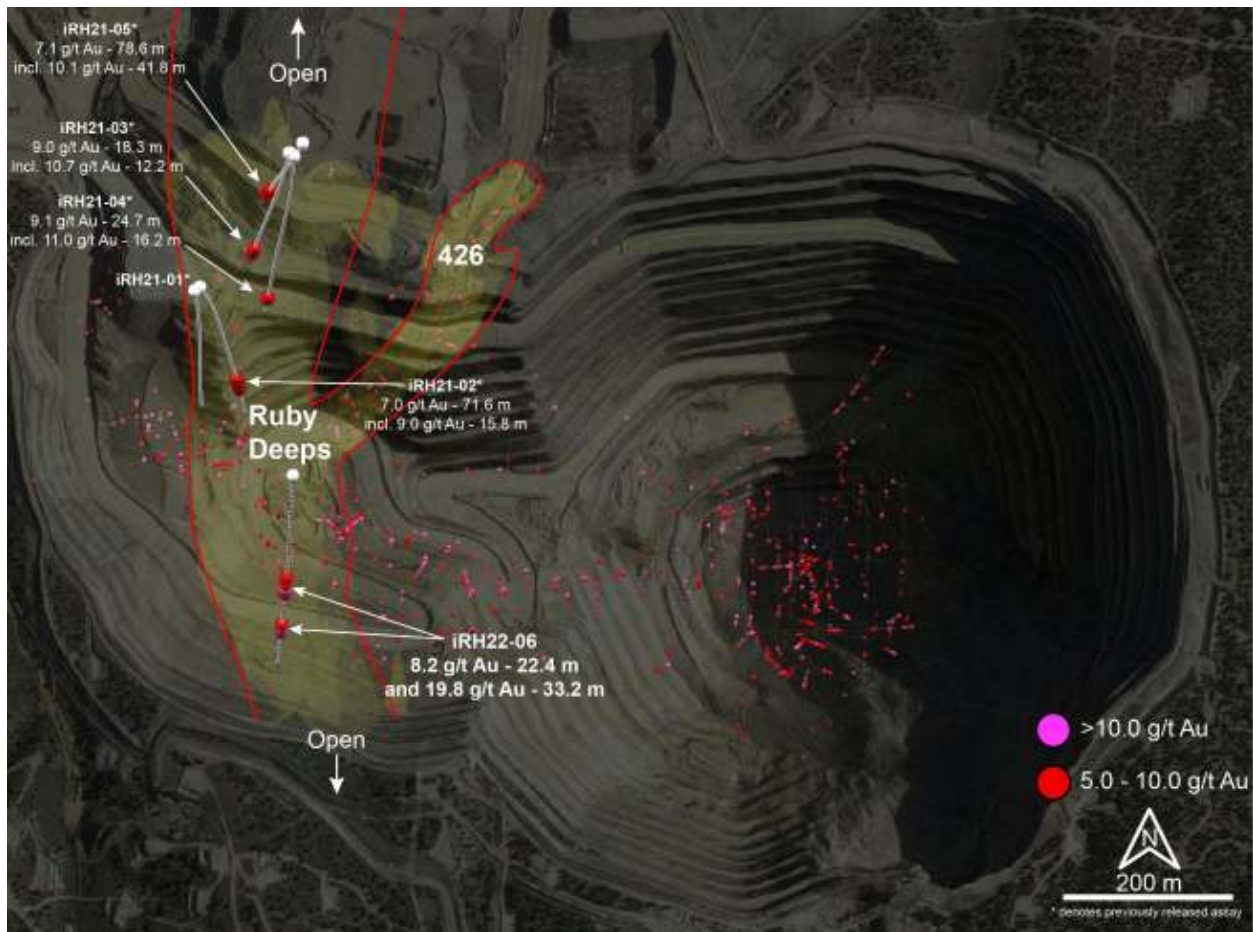 iRH21-05*
7.1 g/t Au - 78.6 m
incl. 10.1 g/t Au - 41.8 m
Open
iRH21-03*
9.0 g/t Au - 18.3 m
incl. 10.7 g/t Au - 12.2 m
iRH21-04*
9.1 g/t Au - 24.7 m
incl. 11.0 g/t Au - 16.2 m
426
iRH21-01*
iRH21-02*
7.0 g/t Au - 71.6 m
incl. 9.0 g/t Au - 15.8 m
Ruby
Deeps
iRH22-06
8.2 g/t Au - 22.4 m
and 19.8 g/t Au - 33.2 m
Open
>10.0 g/t Au
5.0 - 10.0 g/t Au
N
200 m
* denotes previously released assay